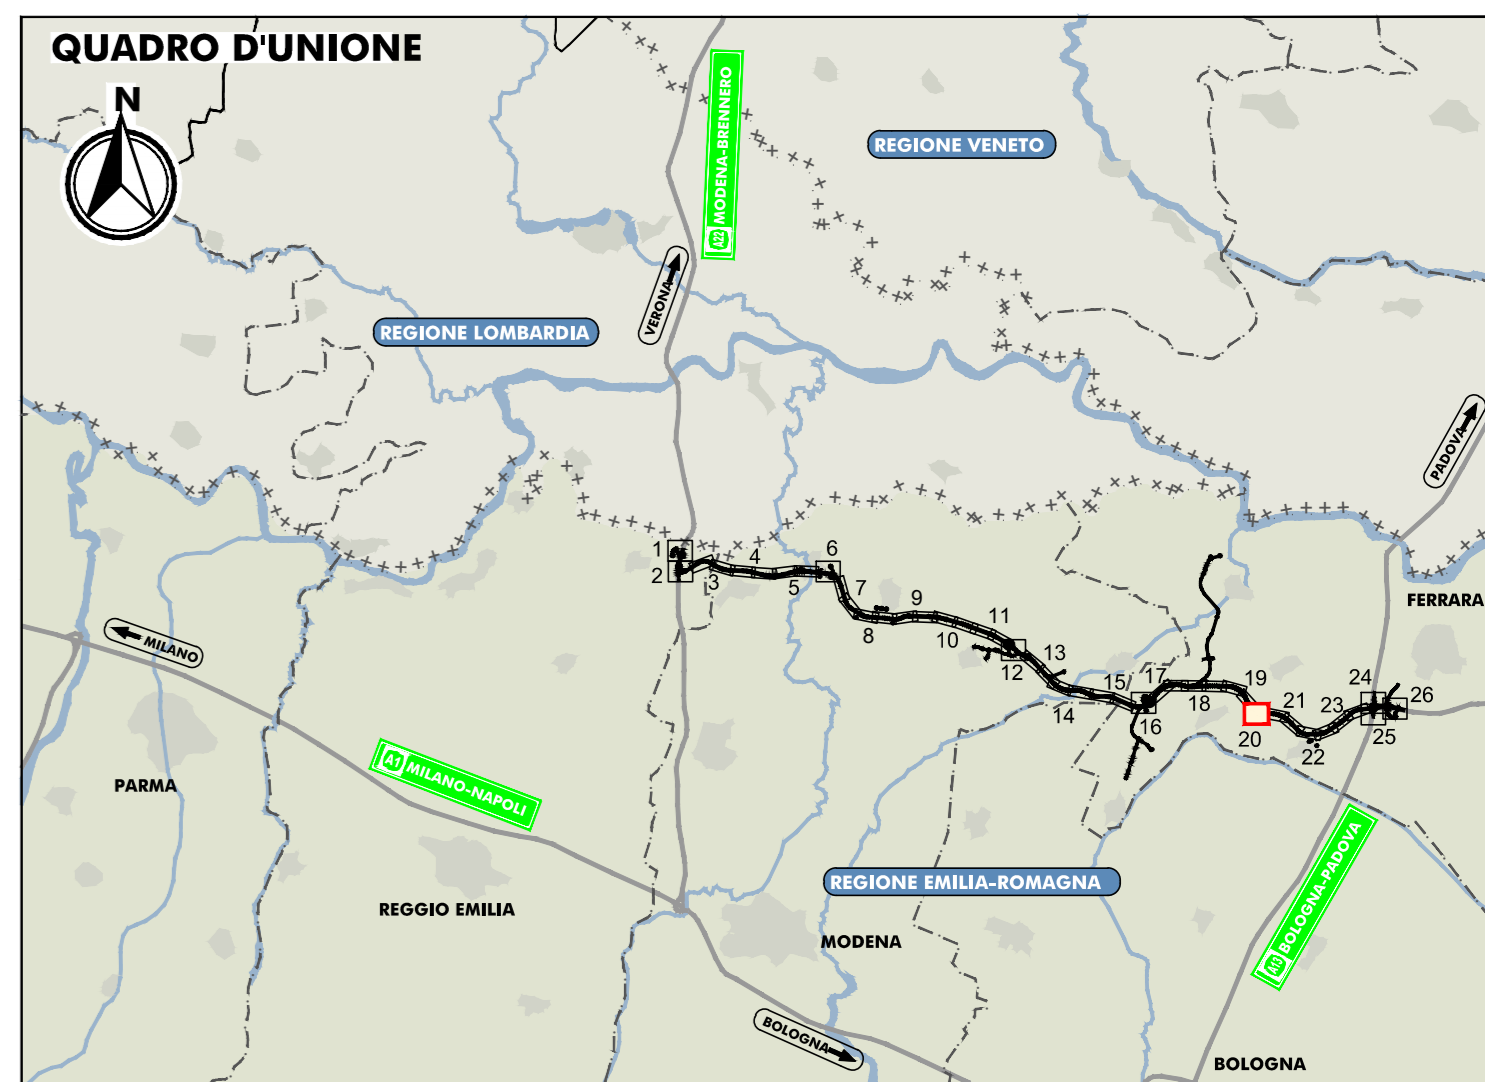 QUADRO D'UNIONE
N
A22 MODENA-BRENNERO
REGIONE VENETO
VERONA
REGIONE LOMBARDIA
PADOVA
1
2
3
4
5
6
7
8
9
10
11
12
13
14
15
16
17
18
19
20
21
22
23
24
25
26
FERRARA
MILANO
PARMA
A1 MILANO-NAPOLI
REGGIO EMILIA
REGIONE EMILIA-ROMAGNA
MODENA
A13 BOLOGNA-PADOVA
BOLOGNA
BOLOGNA